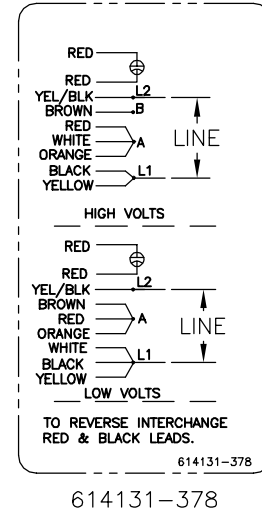 RED
RED
YEL/BLK L2
BROWN B
RED
WHITE A
ORANGE
LINE
BLACK L1
YELLOW
HIGH VOLTS
RED
RED
YEL/BLK L2
BROWN
RED A
ORANGE
LINE
WHITE
BLACK L1
YELLOW
LOW VOLTS
TO REVERSE INTERCHANGE
RED & BLACK LEADS.
614131-378
614131-378